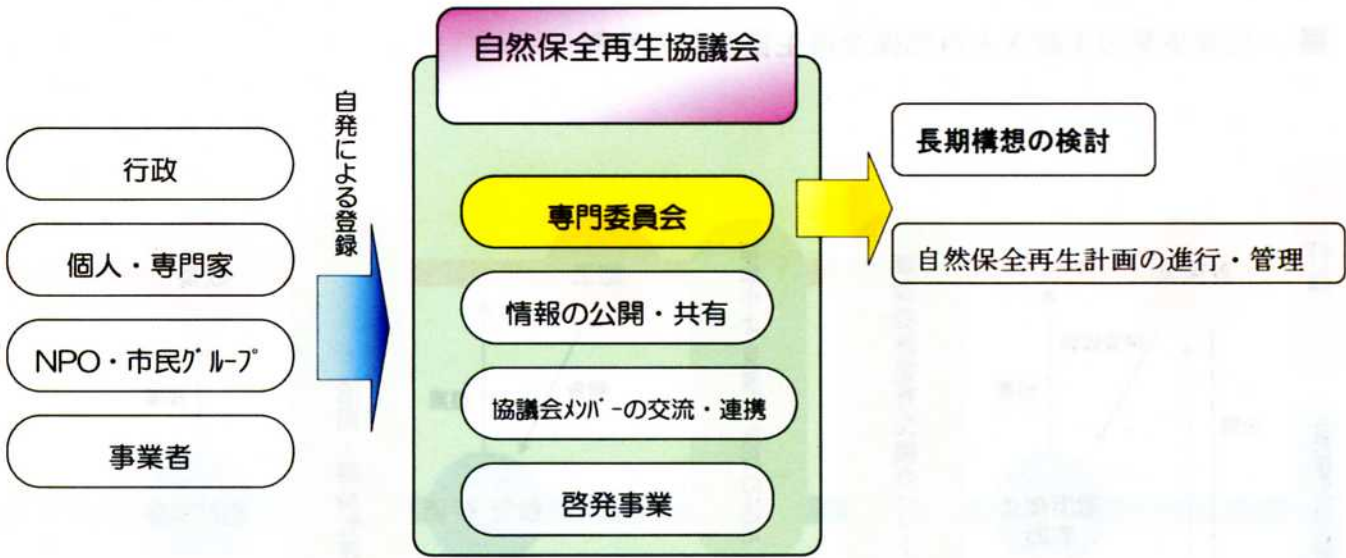 行政
個人・専門家
NPO・市民ｸﾞﾙｰﾌﾟ
事業者
自発による登録
自然保全再生協議会
専門委員会
情報の公開・共有
協議会ﾒﾝﾊﾞｰの交流・連携
啓発事業
長期構想の検討
自然保全再生計画の進行・管理